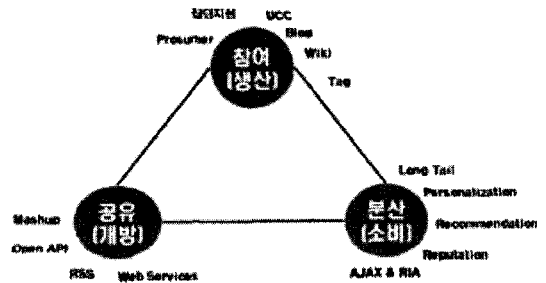 집단지성
UCC
Prosumer
Blog
참여
(생산)
Wiki
Tag
Long Tail
Personalization
공유
(개방)
분산
(소비)
Mashup
Recommendation
Open API
Reputation
RSS
Web Services
AJAX & RIA